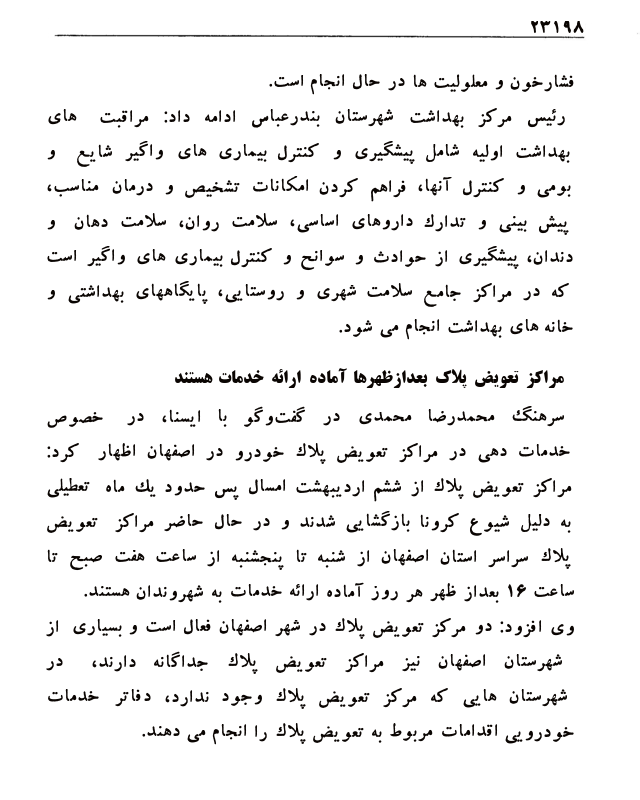 ۲۳۱۹۸
فشارخون و معلولیت ها در حال انجام است.
رئیس مرکز بهداشت شهرستان بندرعباس ادامه داد: مراقبت های
بهداشت اولیه شامل پیشگیری و کنترل بیماری های واگیر شایع و
بومی و کنترل آنها، فراهم کردن امکانات تشخیص و درمان مناسب،
پیش بینی و تدارك داروهای اساسی، سلامت روان، سلامت دهان و
دندان، پیشگیری از حوادث و سوانح و کنترل بیماری های واگیر است
که در مراکز جامع سلامت شهری و روستایی، پایگاههای بهداشتی و
خانه های بهداشت انجام می شود.
مراکز تعویض پلاک بعدازظهرها آماده ارائه خدمات هستند
سرهنگ محمدرضا محمدی در گفت‌وگو با ایسنا، در خصوص
خدمات دهی در مراکز تعویض پلاك خودرو در اصفهان اظهار کرد:
مراکز تعویض پلاك از ششم اردیبهشت امسال پس حدود یك ماه تعطیلی
به دلیل شیوع کرونا بازگشایی شدند و در حال حاضر مراکز تعویض
پلاك سراسر استان اصفهان از شنبه تا پنجشنبه از ساعت هفت صبح تا
ساعت ۱۶ بعداز ظهر هر روز آماده ارائه خدمات به شهروندان هستند.
وی افزود: دو مرکز تعویض پلاك در شهر اصفهان فعال است و بسیاری از
شهرستان اصفهان نیز مراکز تعویض پلاك جداگانه دارند، در
شهرستان هایی که مرکز تعویض پلاك وجود ندارد، دفاتر خدمات
خودرویی اقدامات مربوط به تعویض پلاك را انجام می دهند.